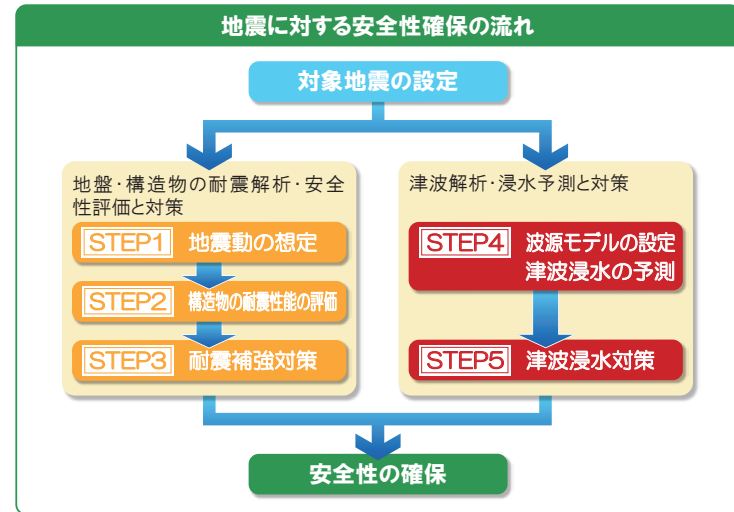 地震に対する安全性確保の流れ
対象地震の設定
地盤・構造物の耐震解析・安全
性評価と対策
STEP1 地震動の想定
STEP2 構造物の耐震性能の評価
STEP3 耐震補強対策
津波解析・浸水予測と対策
STEP4 波源モデルの設定
津波浸水の予測
STEP5 津波浸水対策
安全性の確保